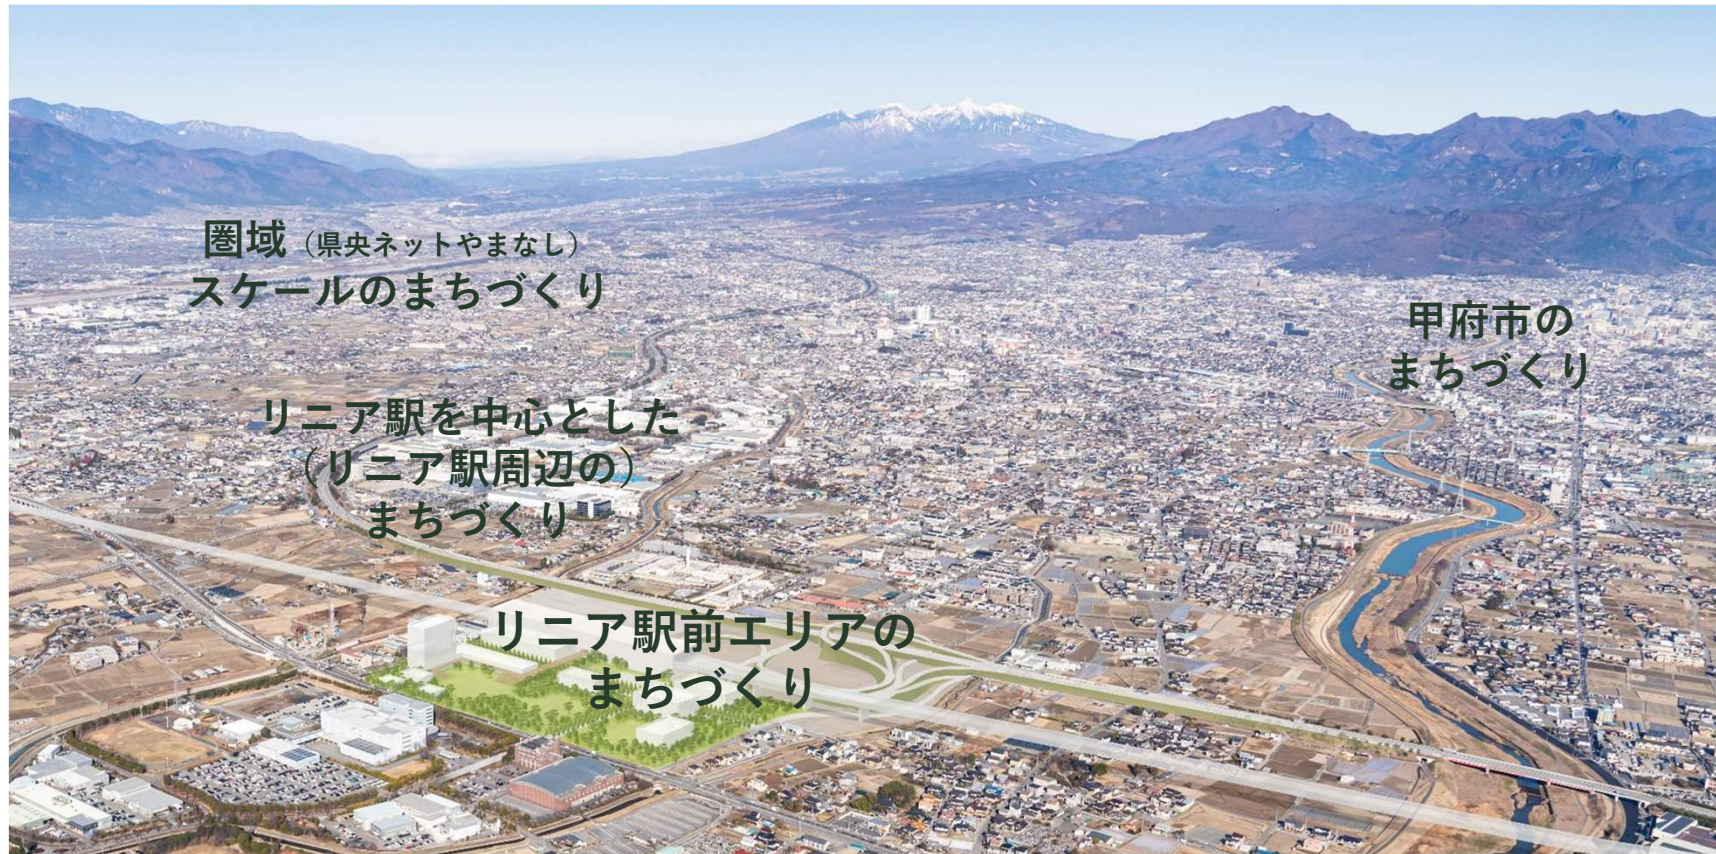 圏域（県央ネットやまなし）
スケールのまちづくり
甲府市の
まちづくり
リニア駅を中心とした
（リニア駅周辺の）
まちづくり
リニア駅前エリアの
まちづくり